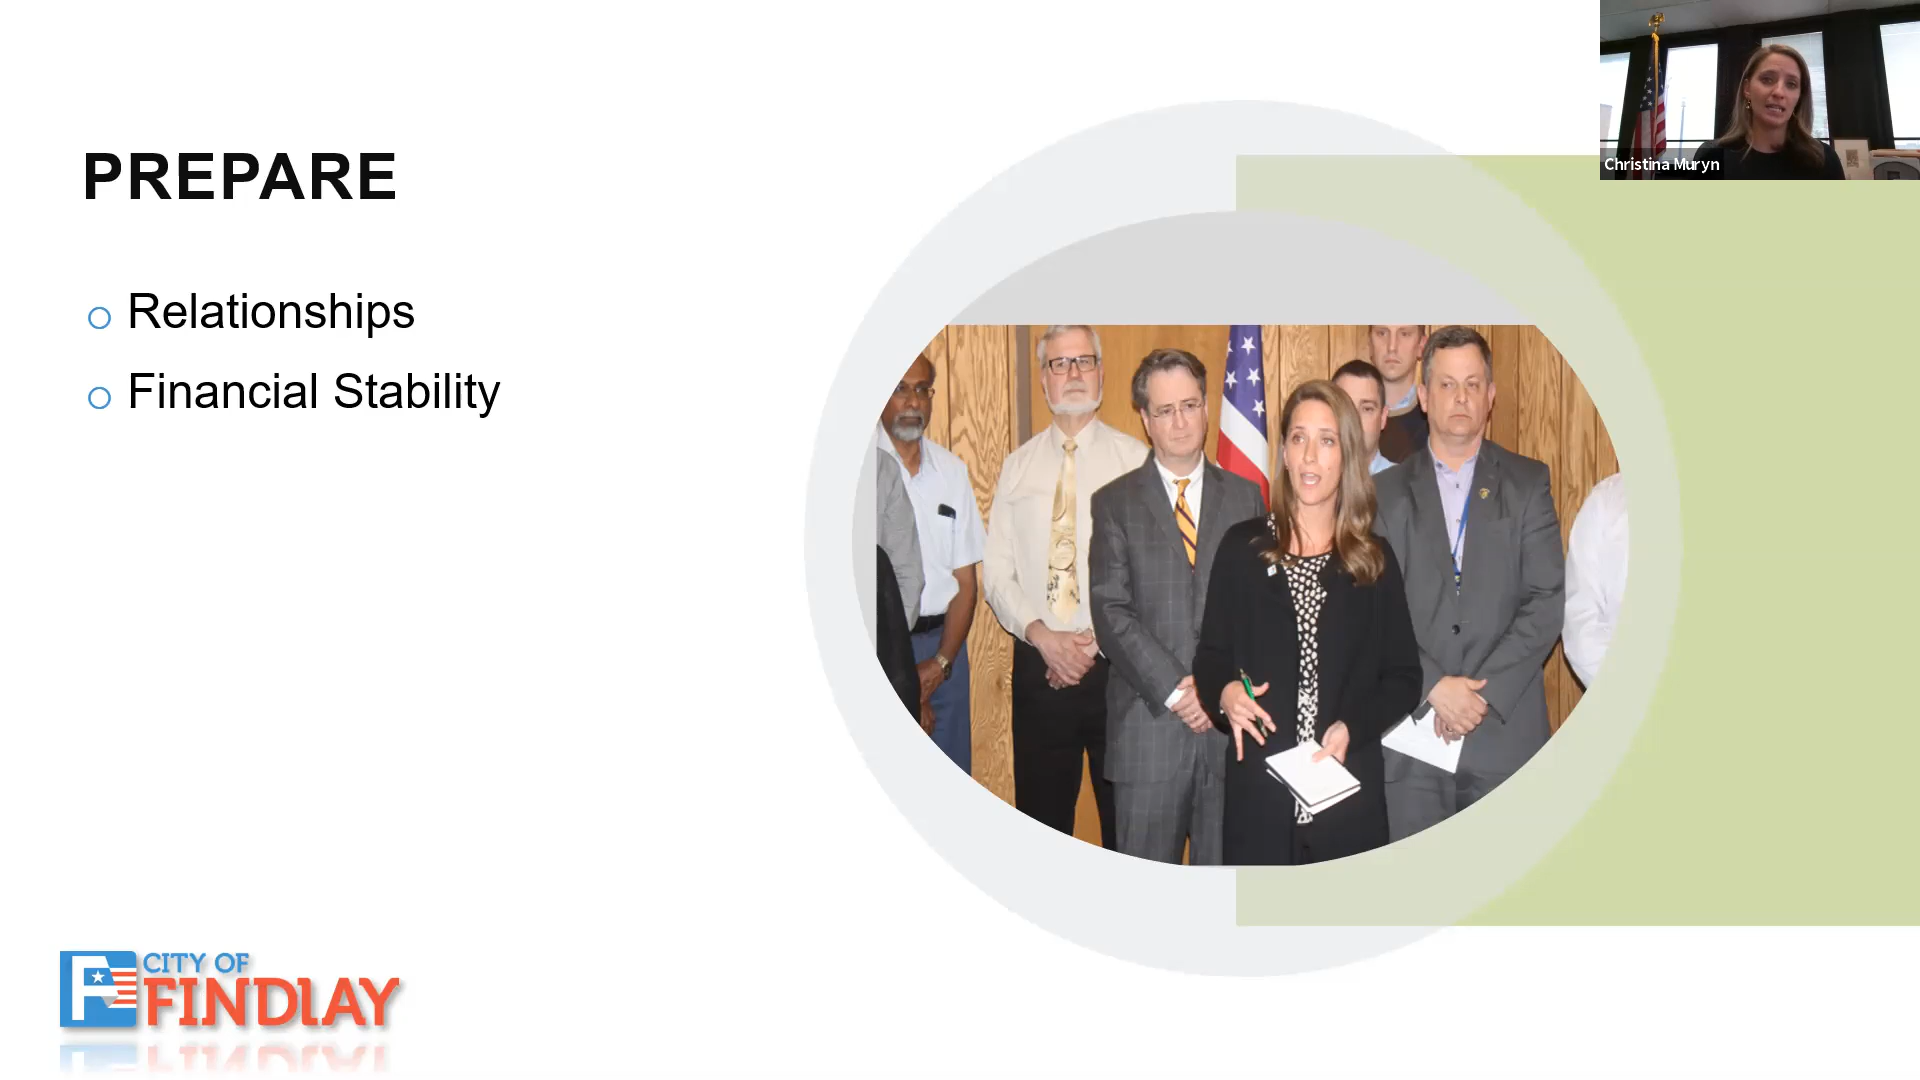 PREPARE
Relationships
Financial Stability
Christina Muryn
CITY OF
FINDLAY